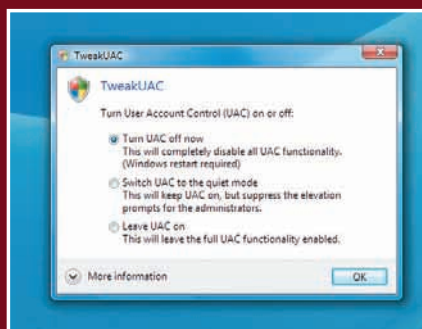 TweakUAC
TweakUAC
Turn User Account Control (UAC) on or off:
Turn UAC off now
This will completely disable all UAC functionality.
(Windows restart required)
Switch UAC to the quiet mode
This will keep UAC on, but suppress the elevation
prompts for the administrators.
Leave UAC on
This will leave the full UAC functionality enabled.
More information
OK